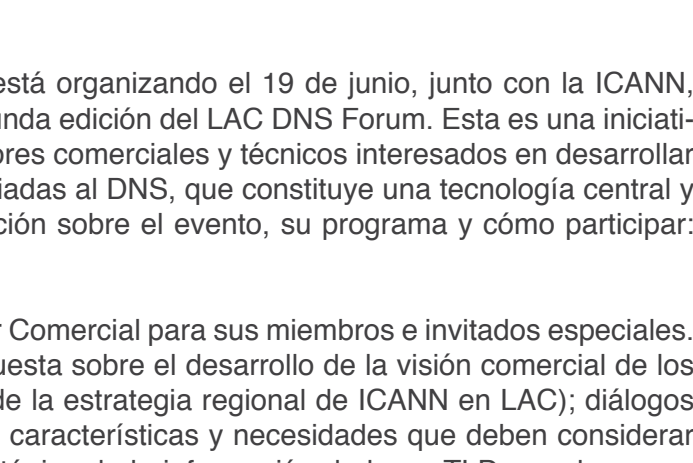 está organizando el 19 de junio, junto con la ICANN,
unda edición del LAC DNS Forum. Esta es una iniciati-
ores comerciales y técnicos interesados en desarrollar
iadas al DNS, que constituye una tecnología central y
ción sobre el evento, su programa y cómo participar:
r Comercial para sus miembros e invitados especiales.
uesta sobre el desarrollo de la visión comercial de los
de la estrategia regional de ICANN en LAC); diálogos
características y necesidades que deben considerar